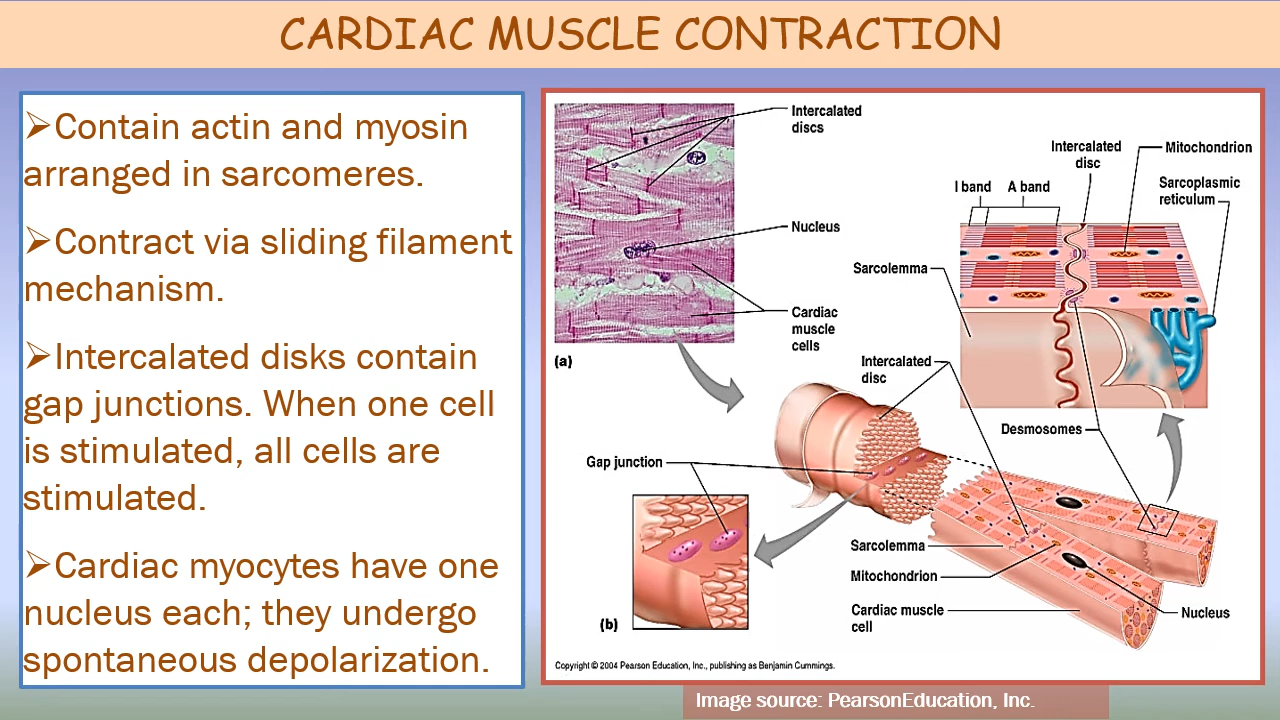 CARDIAC MUSCLE CONTRACTION
➢Contain actin and myosin
arranged in sarcomeres.
➢Contract via sliding filament
mechanism.
➢Intercalated disks contain
gap junctions. When one cell
is stimulated, all cells are
stimulated.
➢Cardiac myocytes have one
nucleus each; they undergo
spontaneous depolarization.
Intercalated
discs
Nucleus
Cardiac
muscle
cells
(a)
Intercalated
disc
Mitochondrion
I band
A band
Sarcoplasmic
reticulum
Sarcolemma
Intercalated
disc
Desmosomes
Gap junction
Sarcolemma
Mitochondrion
Cardiac muscle
cell
Nucleus
(b)
Copyright © 2004 Pearson Education, Inc., publishing as Benjamin Cummings.
Image source: PearsonEducation, Inc.